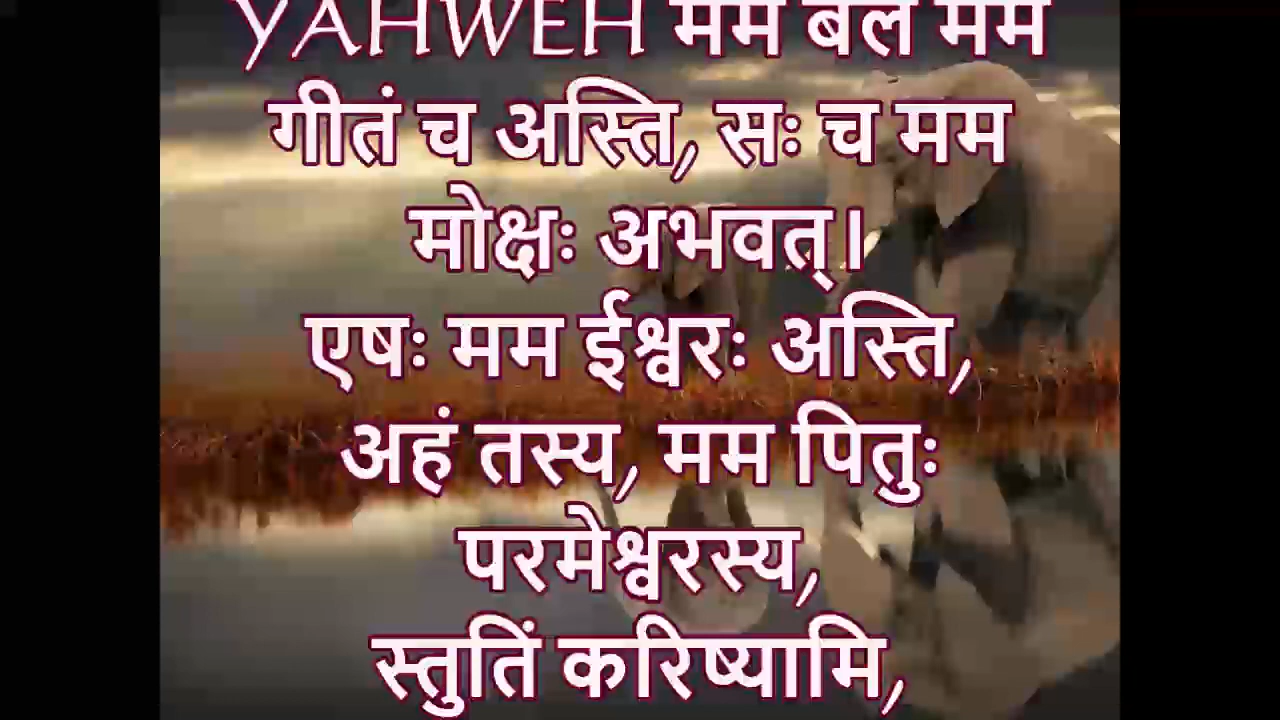 YAHWEH मम बलं मम
गीतं च अस्ति, सः च मम
मोक्षः अभवत्।
एषः मम ईश्वरः अस्ति,
अहं तस्य, मम पितुः
परमेश्वरस्य,
स्तुतिं करिष्यामि,